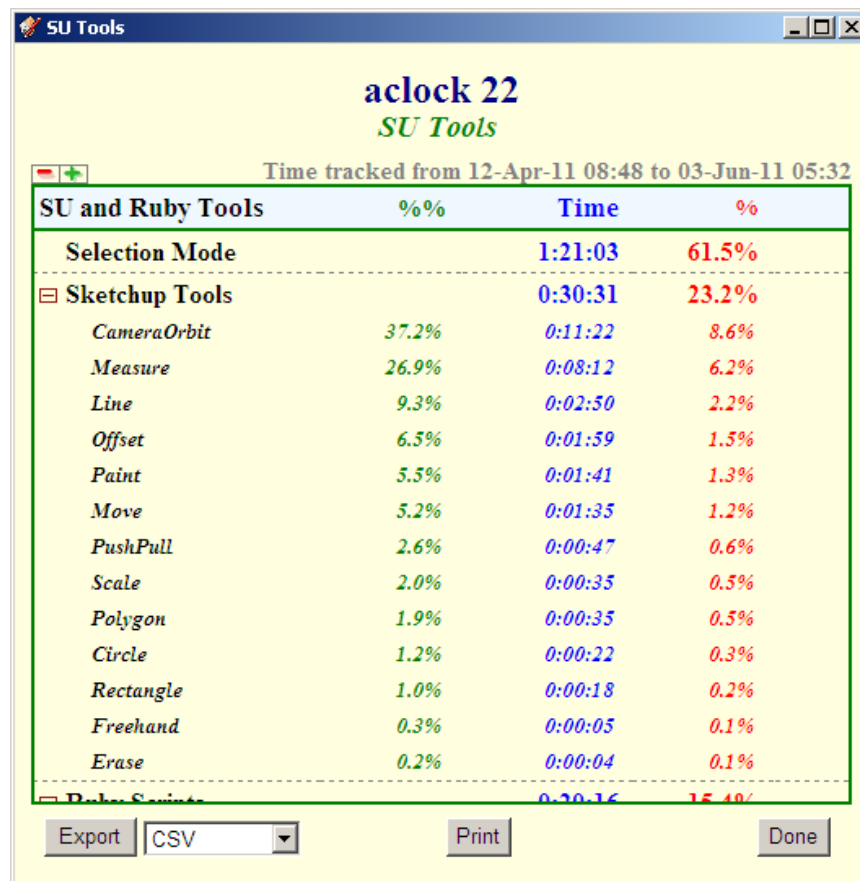 SU Tools
aclock 22
SU Tools
Time tracked from 12-Apr-11 08:48 to 03-Jun-11 05:32
SU and Ruby Tools %%% Time %
Selection Mode 1:21:03 61.5%
Sketchup Tools 0:30:31 23.2%
CameraOrbit 37.2% 0:11:22 8.6%
Measure 26.9% 0:08:12 6.2%
Line 9.3% 0:02:50 2.2%
Offset 6.5% 0:01:59 1.5%
Paint 5.5% 0:01:41 1.3%
Move 5.2% 0:01:35 1.2%
PushPull 2.6% 0:00:47 0.6%
Scale 2.0% 0:00:35 0.5%
Polygon 1.9% 0:00:35 0.5%
Circle 1.2% 0:00:22 0.3%
Rectangle 1.0% 0:00:18 0.2%
Freehand 0.3% 0:00:05 0.1%
Erase 0.2% 0:00:04 0.1%
Ruby Scripts 0:20:16 15.4%
Export CSV Print Done